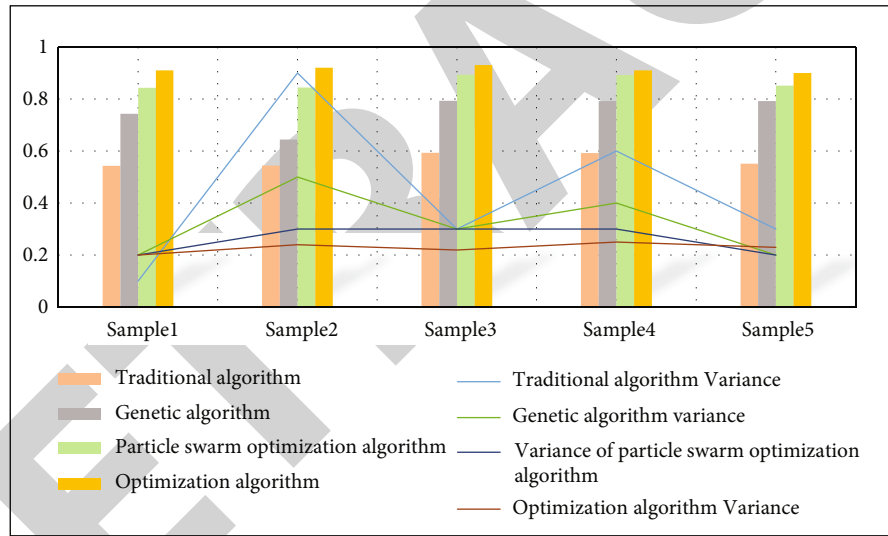 1
0.8
0.6
0.4
0.2
0
Sample1 Sample2 Sample3 Sample4 Sample5
Traditional algorithm
Genetic algorithm
Particle swarm optimization algorithm
Optimization algorithm
Traditional algorithm Variance
Genetic algorithm variance
Variance of particle swarm optimization
algorithm
Optimization algorithm Variance